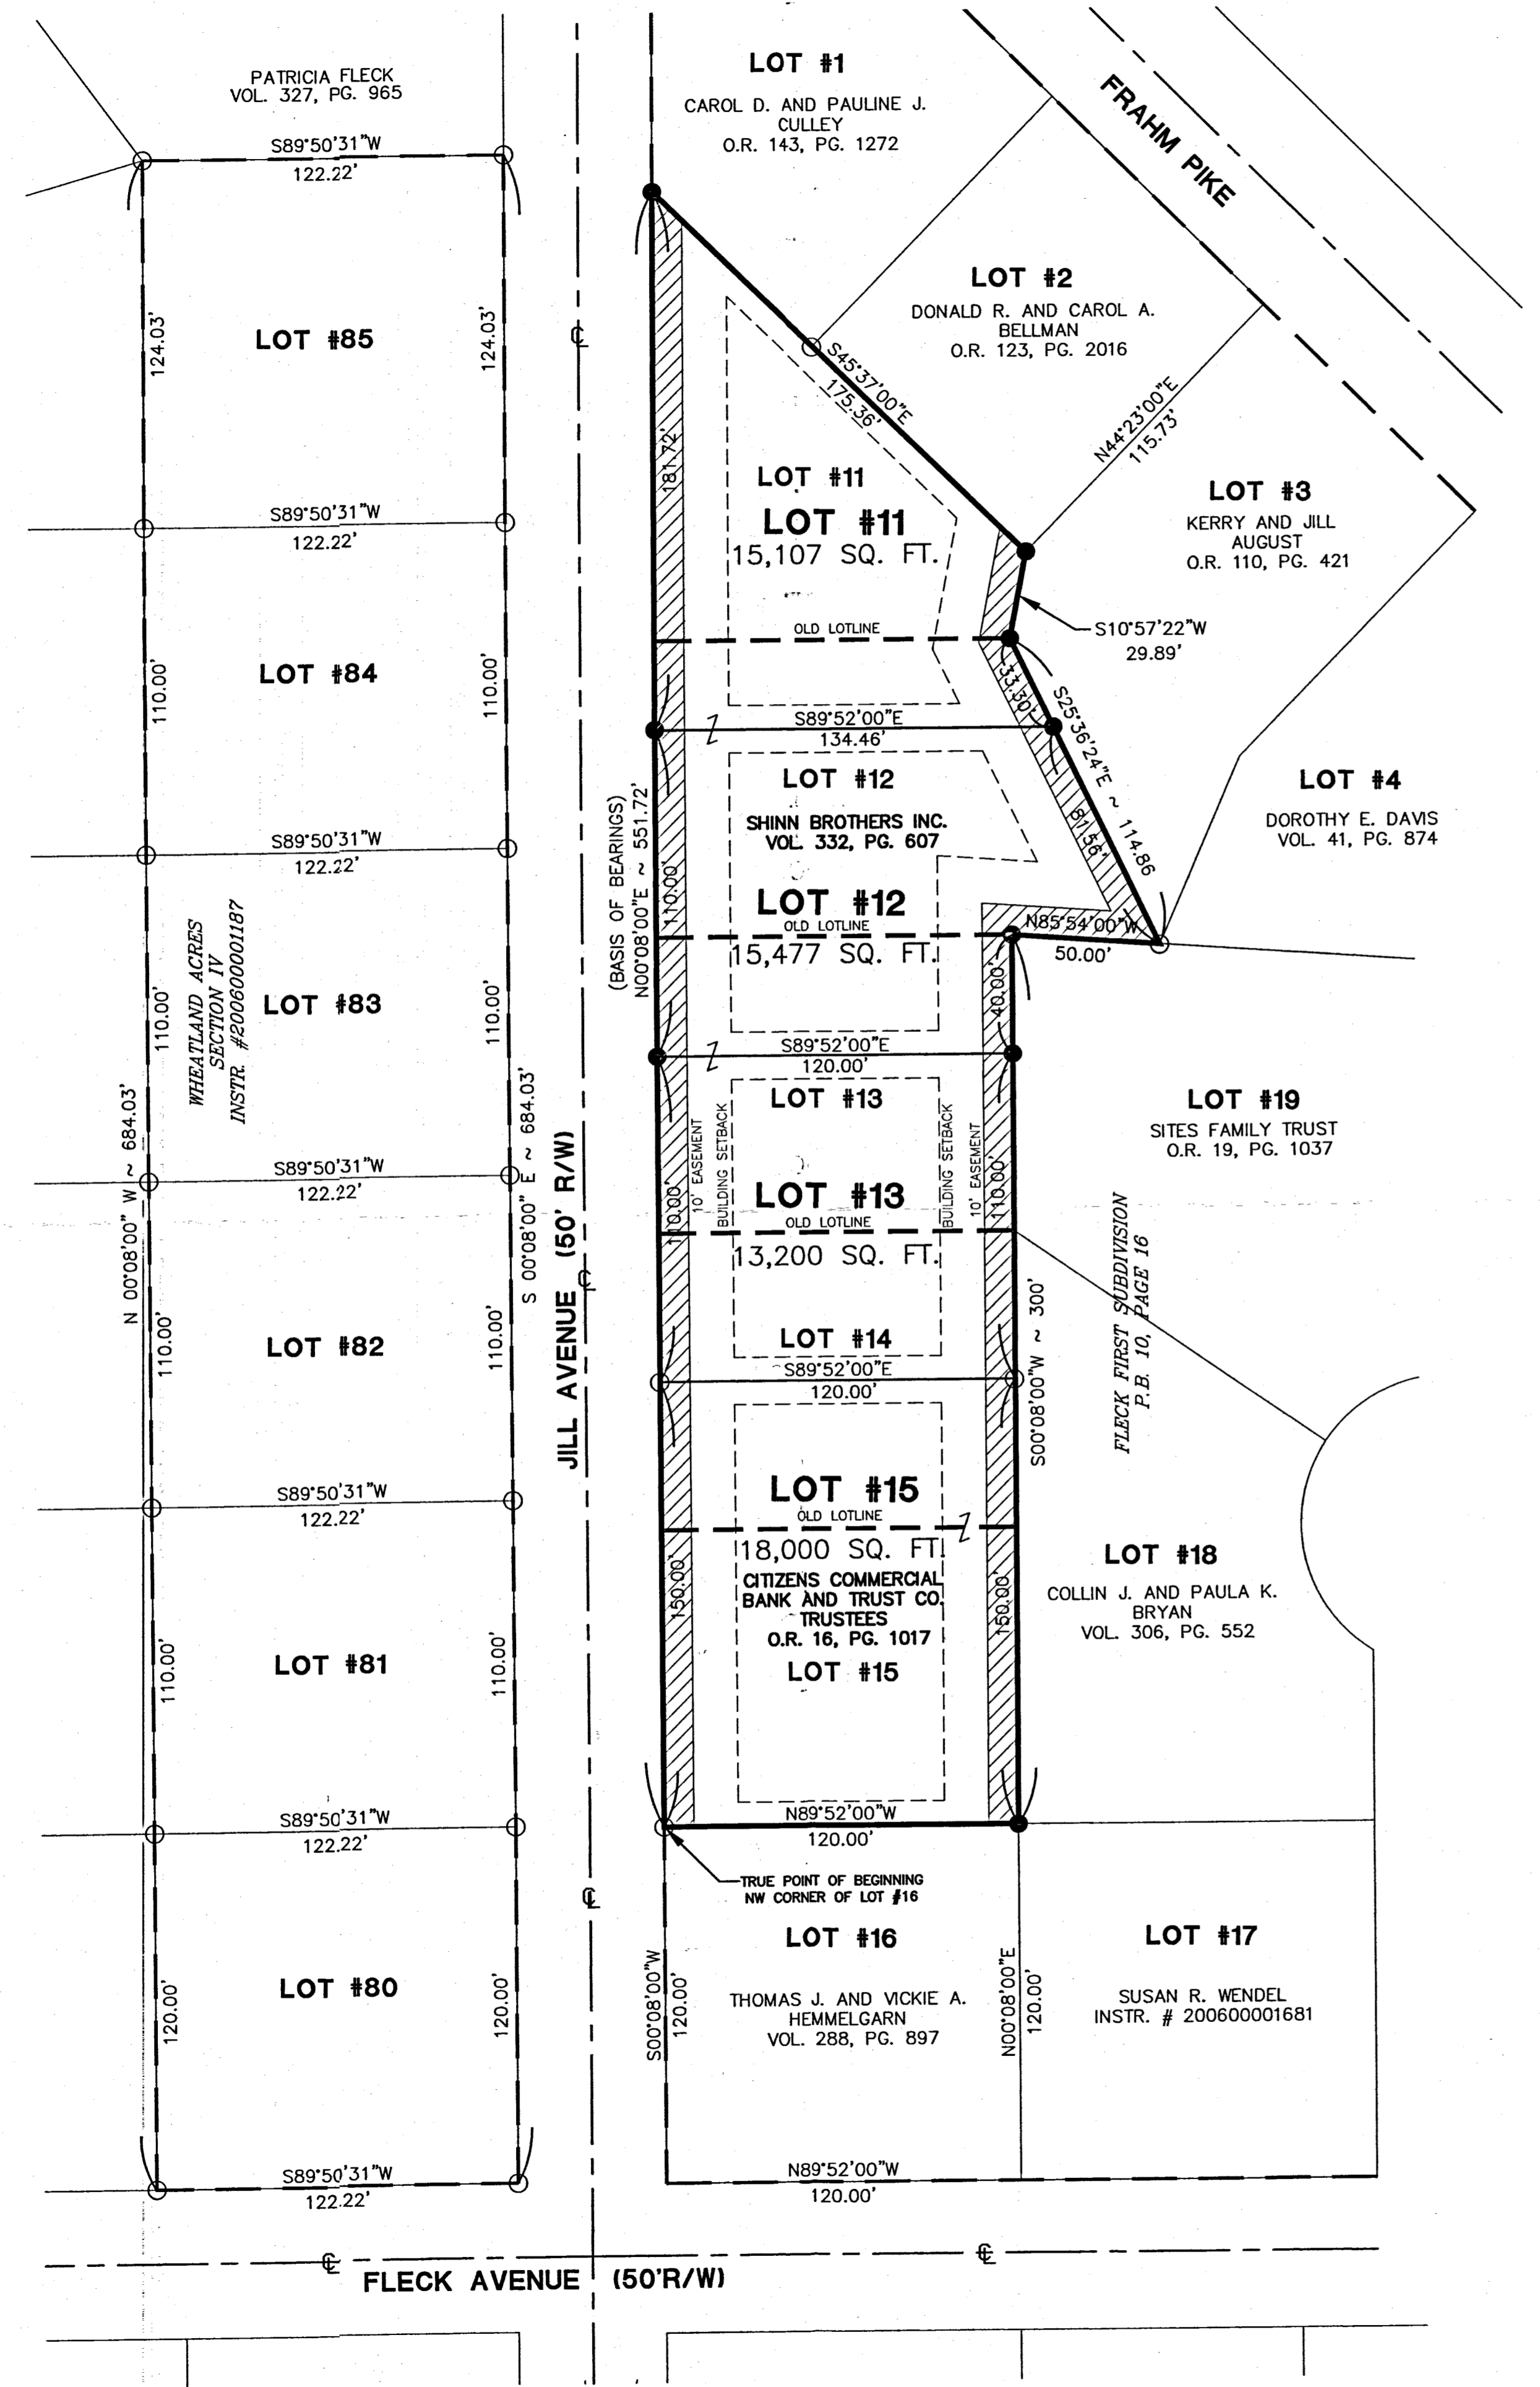 PATRICIA FLECK
VOL. 327, PG. 965
S89°50'31"W
122.22'
124.03'
124.03'
LOT #85
S89°50'31"W
122.22'
110.00'
110.00'
LOT #84
S89°50'31"W
122.22'
WHEATLAND ACRES
SECTION IV
INSTR. #200600001187
110.00'
110.00'
LOT #83
N 00°08'00" W ~ 684.03'
S 00°08'00" E ~ 684.03'
S89°50'31"W
122.22'
110.00'
110.00'
LOT #82
S89°50'31"W
122.22'
110.00'
110.00'
LOT #81
S89°50'31"W
122.22'
120.00'
120.00'
LOT #80
S89°50'31"W
122.22'
JILL AVENUE (50' R/W)
LOT #1
CAROL D. AND PAULINE J.
CULLEY
O.R. 143, PG. 1272
FRAHM PIKE
LOT #2
DONALD R. AND CAROL A.
BELLMAN
O.R. 123, PG. 2016
S45°37'00"E
175.36'
N44°23'00"E
115.73'
LOT #3
KERRY AND JILL
AUGUST
O.R. 110, PG. 421
181.72'
LOT #11
LOT #11
15,107 SQ. FT.
OLD LOTLINE
S10°57'22"W
29.89'
33.30'
S25°36'24"E ~ 114.86
81.56'
S89°52'00"E
134.46'
LOT #4
DOROTHY E. DAVIS
VOL. 41, PG. 874
(BASIS OF BEARINGS)
N00°08'00"E ~ 551.72'
110.00'
LOT #12
SHINN BROTHERS INC.
VOL. 332, PG. 607
LOT #12
OLD LOTLINE
15,477 SQ. FT.
N85°54'00"W
50.00'
40.00'
S89°52'00"E
120.00'
LOT #13
10' EASEMENT
BUILDING SETBACK
BUILDING SETBACK
10' EASEMENT
110.00'
110.00'
LOT #13
OLD LOTLINE
13,200 SQ. FT.
LOT #14
S89°52'00"E
120.00'
LOT #19
SITES FAMILY TRUST
O.R. 19, PG. 1037
FLECK FIRST SUBDIVISION
P.B. 10, PAGE 16
S00°08'00"W ~ 300'
LOT #15
OLD LOTLINE
18,000 SQ. FT.
CITIZENS COMMERCIAL
BANK AND TRUST CO.
TRUSTEES
O.R. 16, PG. 1017
LOT #15
150.00'
150.00'
LOT #18
COLLIN J. AND PAULA K.
BRYAN
VOL. 306, PG. 552
N89°52'00"W
120.00'
TRUE POINT OF BEGINNING
NW CORNER OF LOT #16
LOT #16
THOMAS J. AND VICKIE A.
HEMMELGARN
VOL. 288, PG. 897
S00°08'00"W
120.00'
N00°08'00"E
120.00'
LOT #17
SUSAN R. WENDEL
INSTR. # 200600001681
N89°52'00"W
120.00'
FLECK AVENUE (50'R/W)